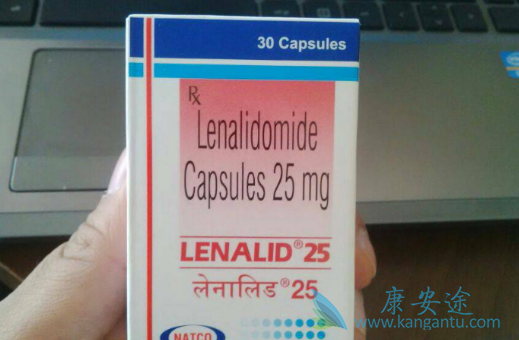 30 Capsules
Rx
Lenalidomide
Capsules 25 mg
LENALID® 25
लेनालिड® 25
NATCO
康安途
www.kangantu.com